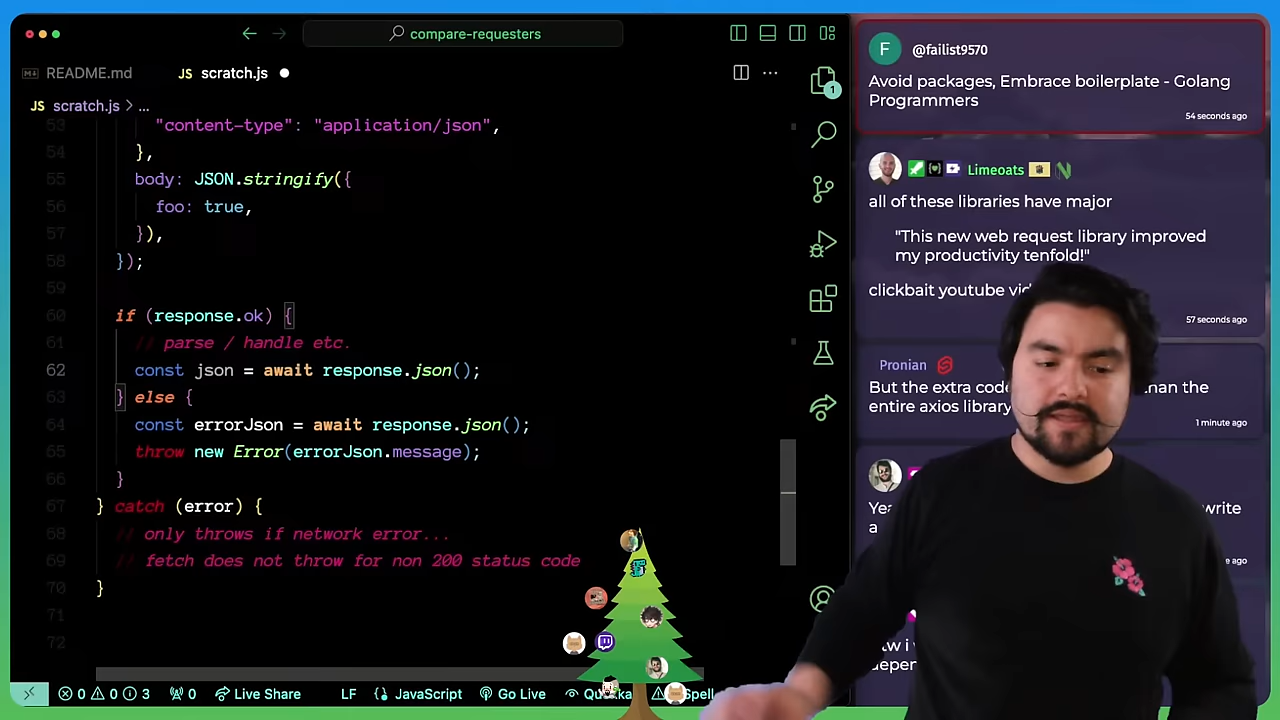 compare-requesters
README.md
JS scratch.js
JS scratch.js > ...
53 "content-type": "application/json",
54 },
55 body: JSON.stringify({
56 foo: true,
57 }),
58 });
59
60 if (response.ok) {
61 // parse / handle etc.
62 const json = await response.json();
63 } else {
64 const errorJson = await response.json();
65 throw new Error(errorJson.message);
66 }
67 } catch (error) {
68 // only throws if network error...
69 // fetch does not throw for non 200 status code
70 }
71
72
1
0 0 3 0 Live Share LF JavaScript Go Live Spell
F @failist9570
Avoid packages, Embrace boilerplate - Golang
Programmers
54 seconds ago
Limeoats
all of these libraries have major
"This new web request library improved
my productivity tenfold!"
clickbait youtube
57 seconds ago
Pronian
But the extra code than the
entire axios library
1 minute ago
write
a